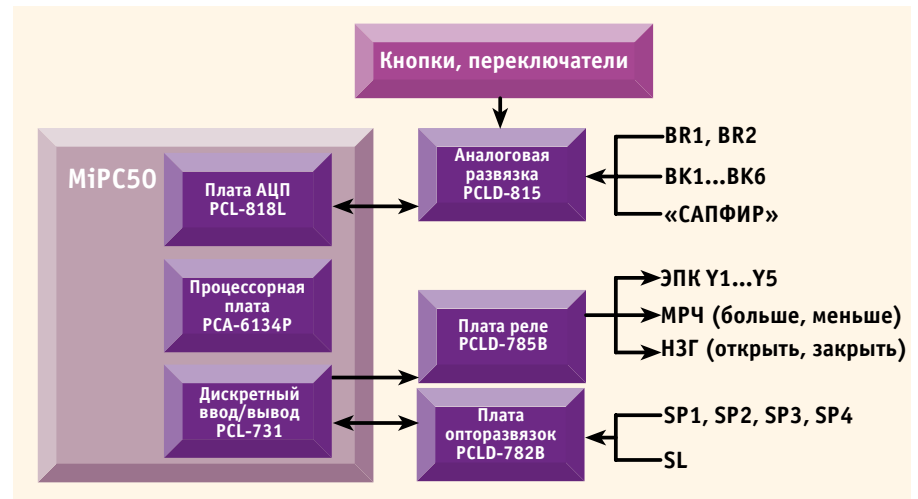 Кнопки, переключатели
MiPC50
Плата АЦП
PCL-818L
Аналоговая
развязка
PCLD-815
BR1, BR2
BK1...BK6
«САПФИР»
Процессорная
плата
PCA-6134P
Плата реле
PCLD-785B
ЭПК Y1...Y5
МРЧ (больше, меньше)
НЗГ (открыть, закрыть)
Дискретный
ввод/вывод
PCL-731
Плата
опторазвязок
PCLD-782B
SP1, SP2, SP3, SP4
SL